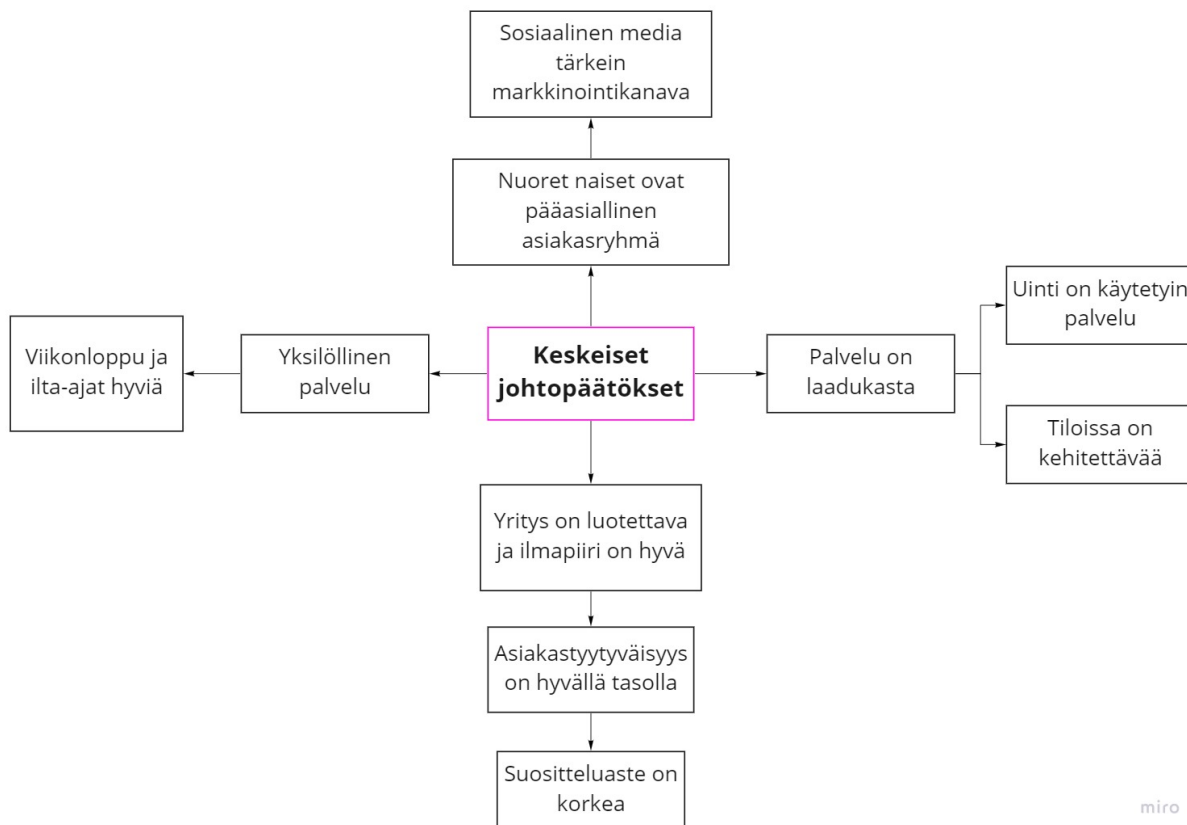 Sosiaalinen media
tärkein
markkinointikanava
Nuoret naiset ovat
pääasiallinen
asiakasryhmä
Viikonloppu ja
ilta-ajat hyviä
Yksilöllinen
palvelu
Keskeiset
johtopäätökset
Palvelu on
laadukasta
Uinti on käytetyin
palvelu
Tiloissa on
kehitettävää
Yritys on luotettava
ja ilmapiiri on hyvä
Asiakastyytyväisyys
on hyvällä tasolla
Suositteluaste on
korkea
miro